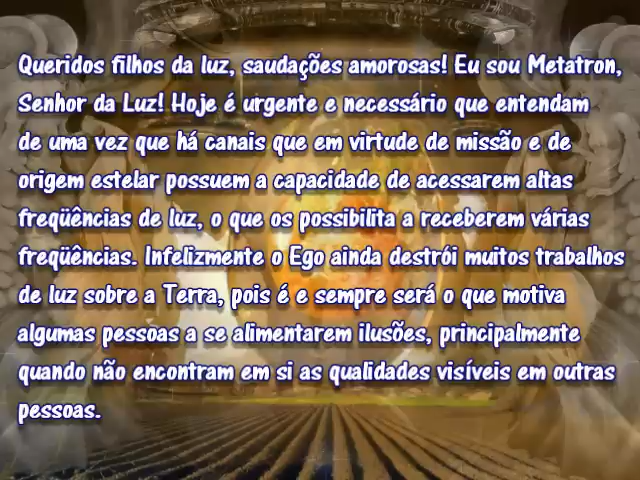 Queridos filhos da luz, saudações amorosas! Eu sou Metatron,
Senhor da Luz! Hoje é urgente e necessário que entendam
de uma vez que há canais que em virtude de missão e de
origem estelar possuem a capacidade de acessarem altas
freqüências de luz, o que os possibilita a receberem várias
freqüências. Infelizmente o Ego ainda destrói muitos trabalhos
de luz sobre a Terra, pois é e sempre será o que motiva
algumas pessoas a se alimentarem ilusões, principalmente
quando não encontram em si as qualidades visíveis em outras
pessoas.